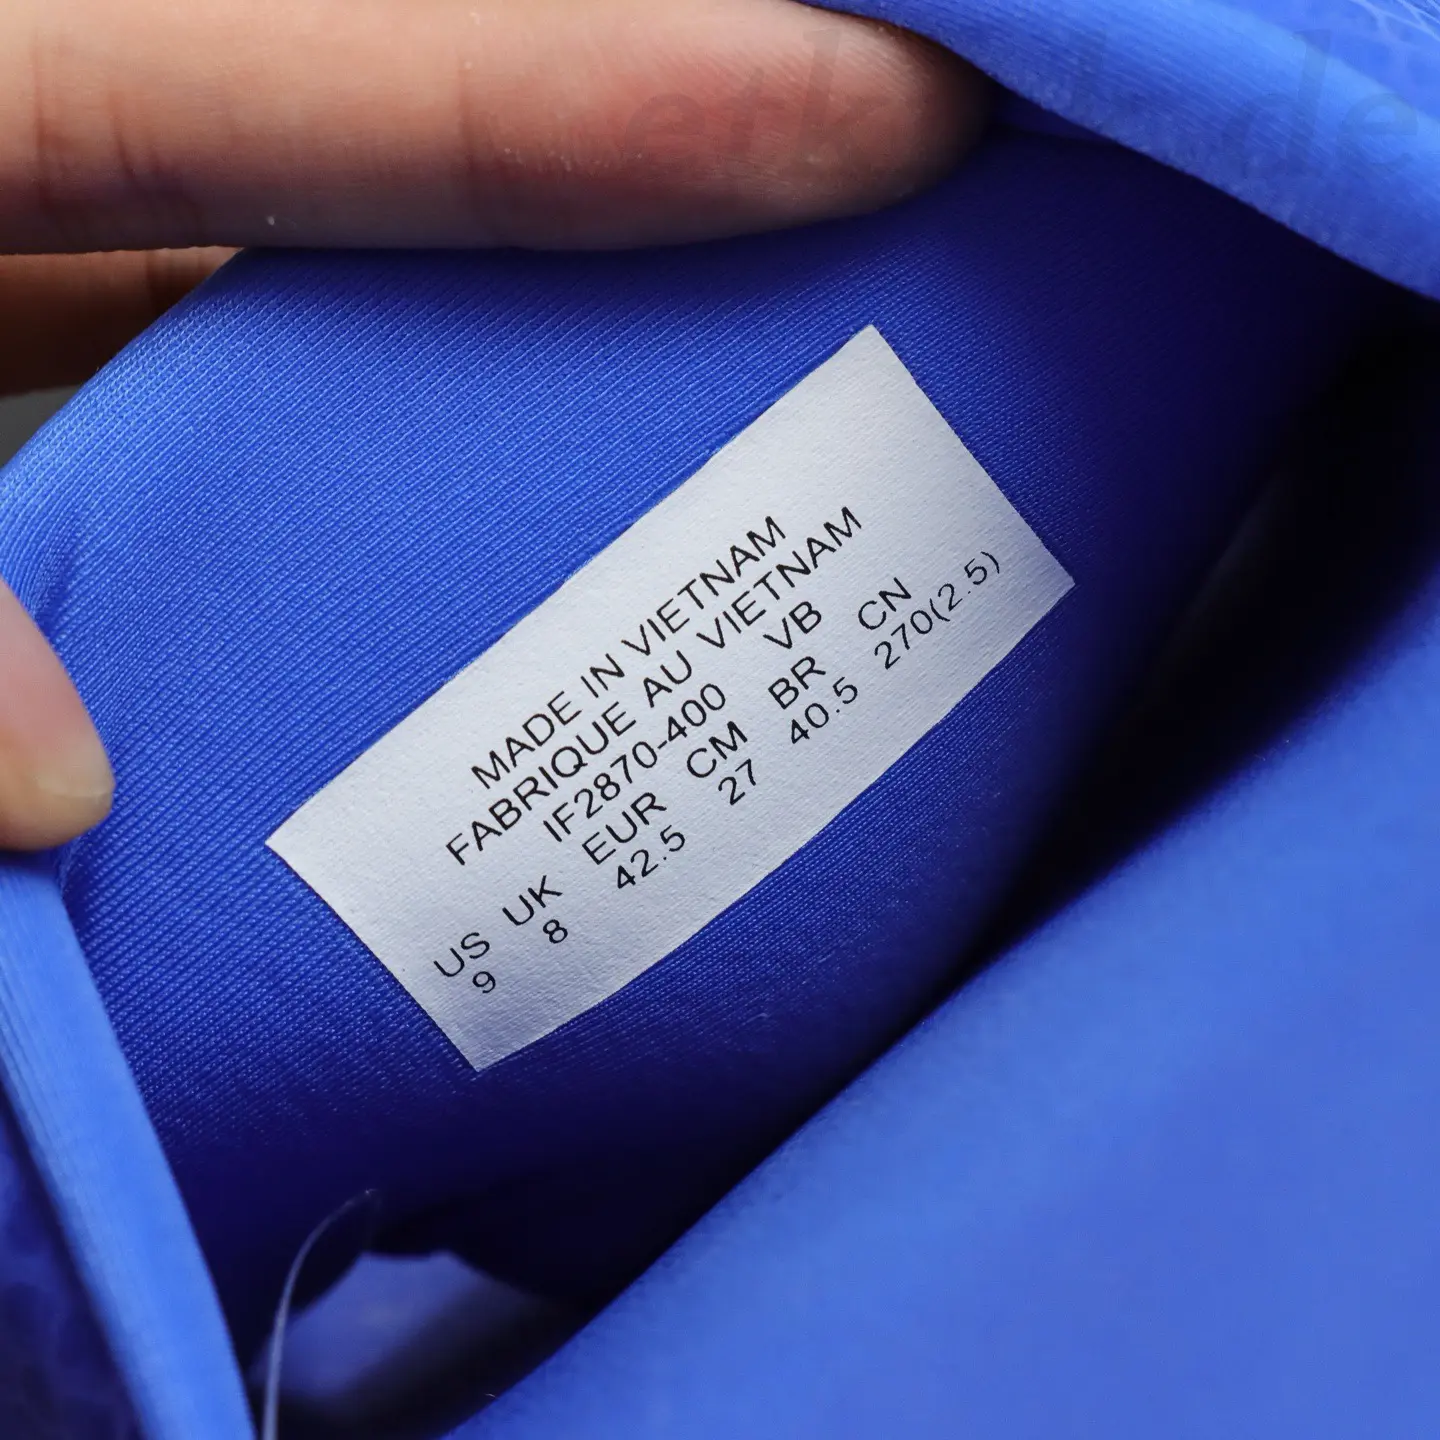 MADE IN VIETNAM
FABRIQUE AU VIETNAM
IF2870-400 VB
US UK EUR CM BR CN
9 8 42.5 27 40.5 270(2.5)